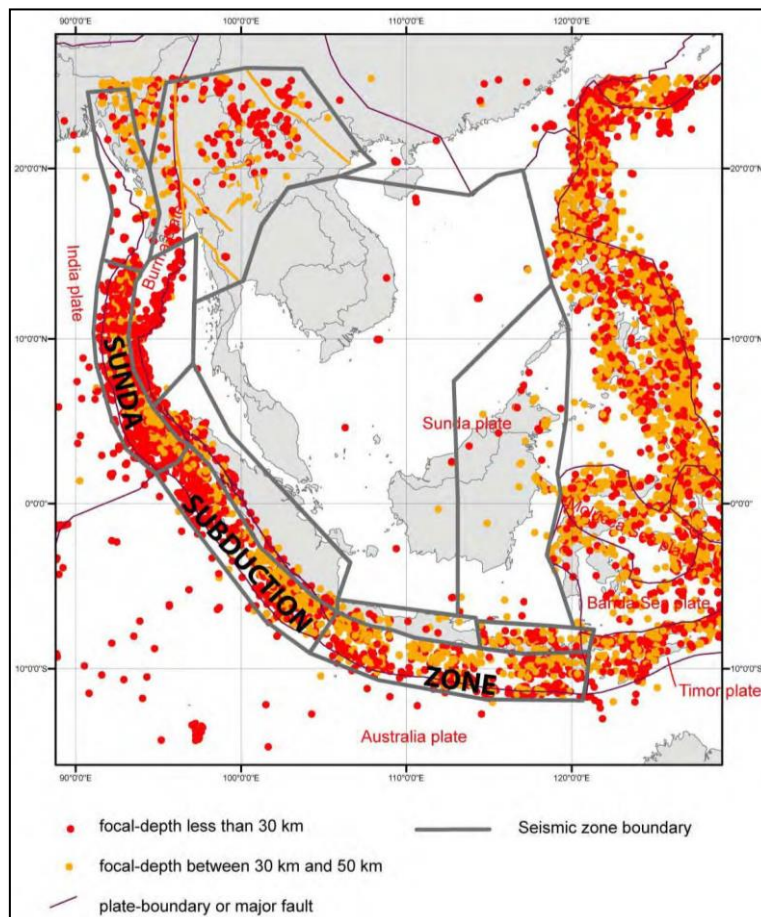 90°0'0"E 100°0'0"E 110°0'0"E 120°0'0"E
20°0'0"N 20°0'0"N
India plate
10°0'0"N 10°0'0"N
SUNDA
Sunda plate
0°0'0"N 0°0'0"N
SUBDUCTION
Banda Sea plate
ZONE
10°0'0"S 10°0'0"S
Timor plate
Australia plate
90°0'0"E 100°0'0"E 110°0'0"E 120°0'0"E
focal-depth less than 30 km Seismic zone boundary
focal-depth between 30 km and 50 km
plate-boundary or major fault